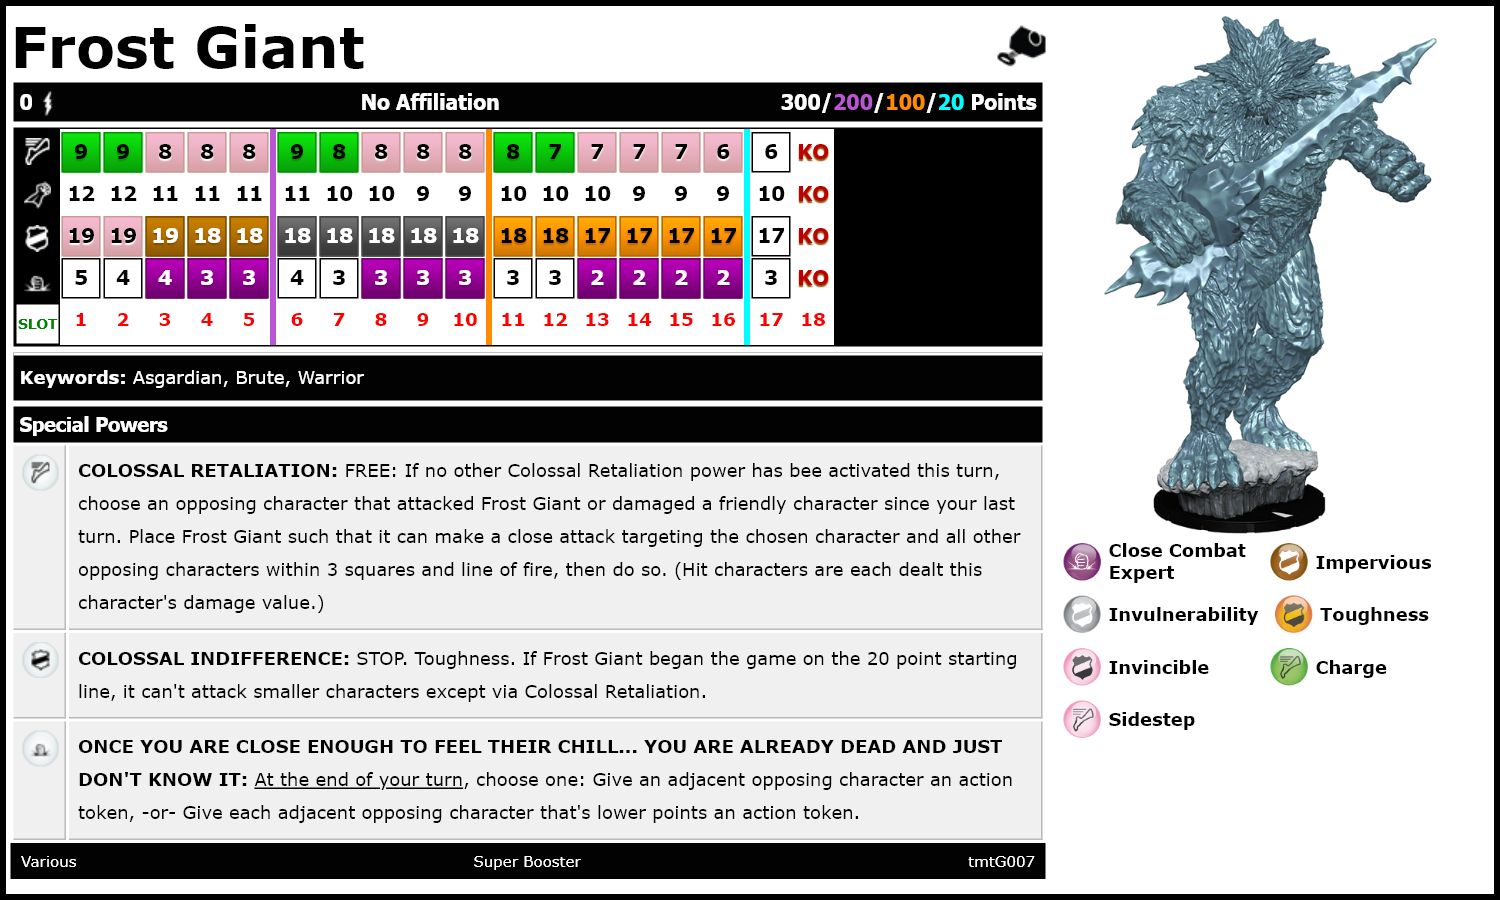 Frost Giant
0 No Affiliation 300/200/100/20 Points
9 9 8 8 8 9 8 8 8 8 8 7 7 7 7 6 6 KO
12 12 11 11 11 11 10 10 9 9 10 10 10 9 9 9 10 KO
19 19 19 18 18 18 18 18 18 18 18 18 17 17 17 17 17 KO
5 4 4 3 3 4 3 3 3 3 3 3 2 2 2 2 3 KO
SLOT 1 2 3 4 5 6 7 8 9 10 11 12 13 14 15 16 17 18
Keywords: Asgardian, Brute, Warrior
Special Powers
COLOSSAL RETALIATION: FREE: If no other Colossal Retaliation power has bee activated this turn,
choose an opposing character that attacked Frost Giant or damaged a friendly character since your last
turn. Place Frost Giant such that it can make a close attack targeting the chosen character and all other
opposing characters within 3 squares and line of fire, then do so. (Hit characters are each dealt this
character's damage value.)
COLOSSAL INDIFFERENCE: STOP. Toughness. If Frost Giant began the game on the 20 point starting
line, it can't attack smaller characters except via Colossal Retaliation.
ONCE YOU ARE CLOSE ENOUGH TO FEEL THEIR CHILL... YOU ARE ALREADY DEAD AND JUST
DON'T KNOW IT: At the end of your turn, choose one: Give an adjacent opposing character an action
token, -or- Give each adjacent opposing character that's lower points an action token.
Various Super Booster tmtG007
Close Combat
Expert
Impervious
Invulnerability
Toughness
Invincible
Charge
Sidestep